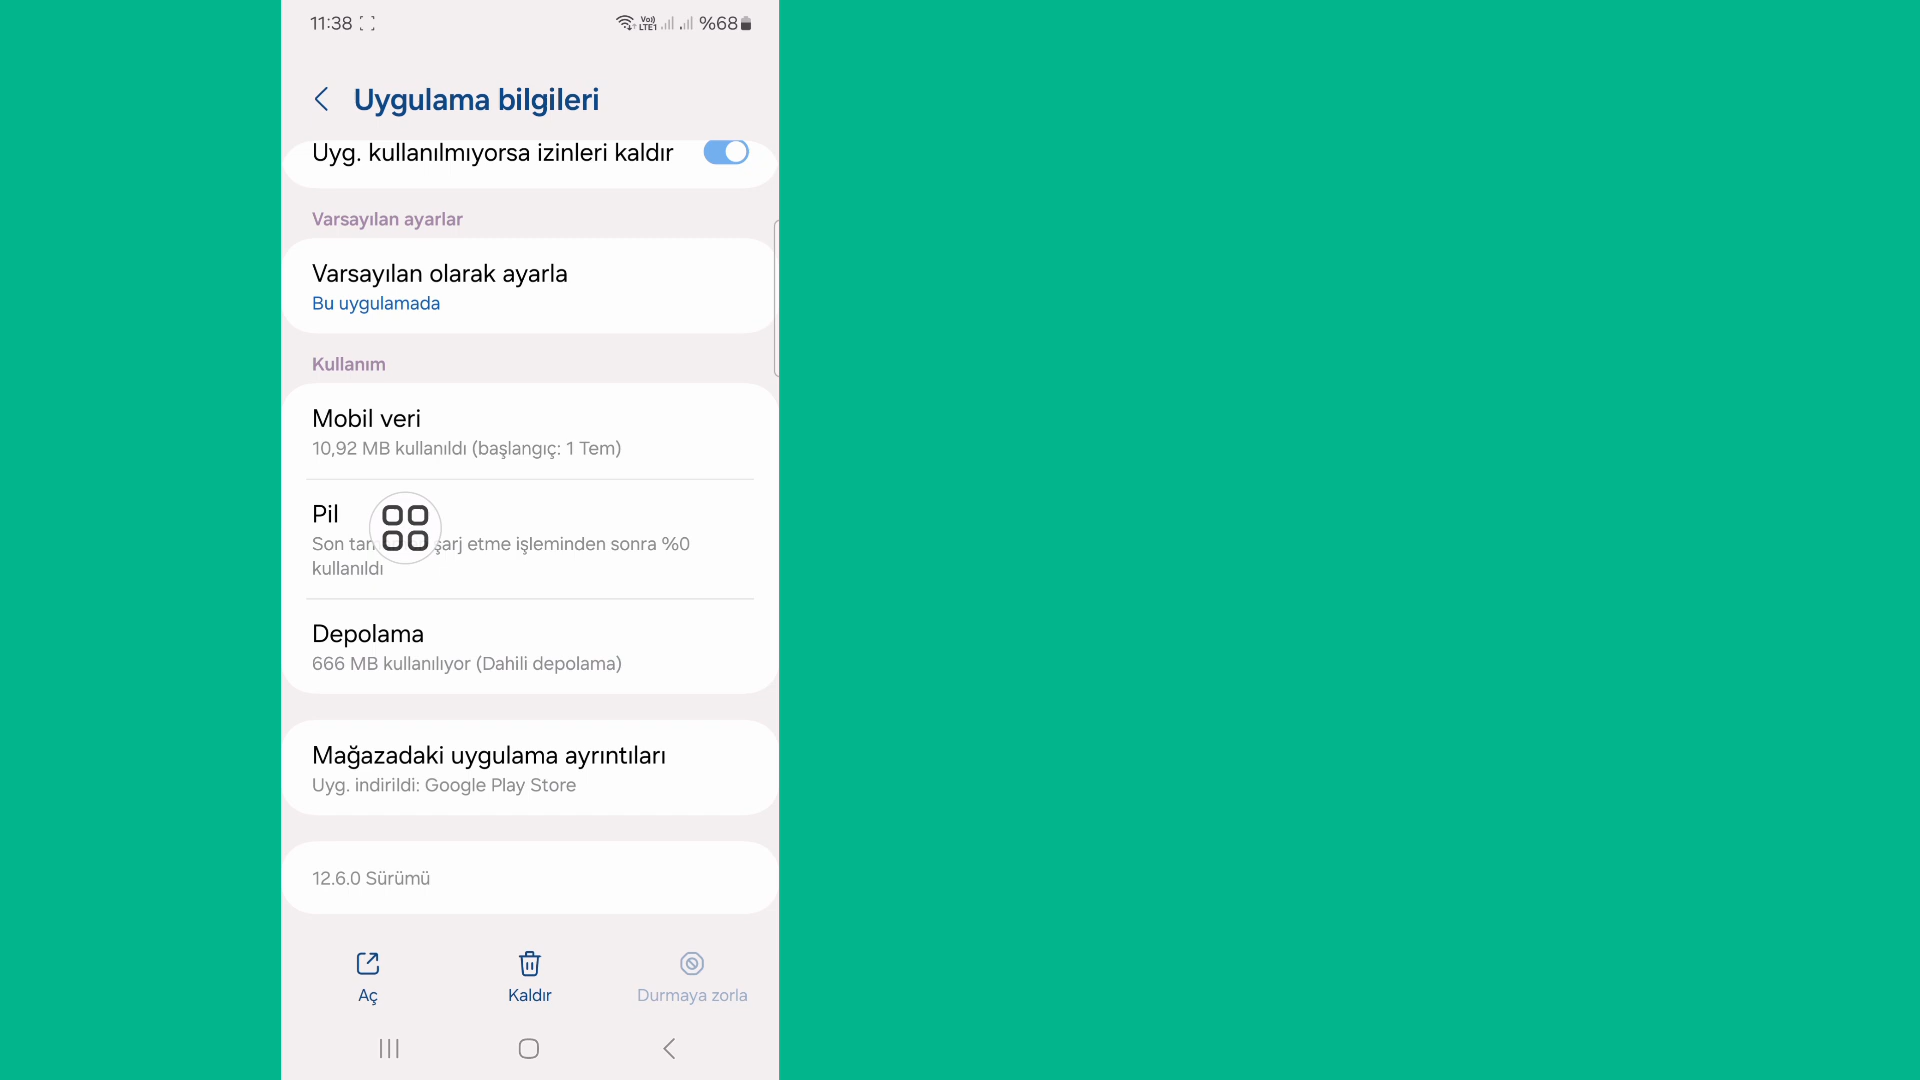 11:38
Vo)) LTE1 %68
Uygulama bilgileri
Uyg. kullanılmıyorsa izinleri kaldır
Varsayılan ayarlar
Varsayılan olarak ayarla
Bu uygulamada
Kullanım
Mobil veri
10,92 MB kullanıldı (başlangıç: 1 Tem)
Pil
Son şarj etme işleminden sonra %0
kullanıldı
Depolama
666 MB kullanılıyor (Dahili depolama)
Mağazadaki uygulama ayrıntıları
Uyg. indirildi: Google Play Store
12.6.0 Sürümü
Aç Kaldır Durmaya zorla